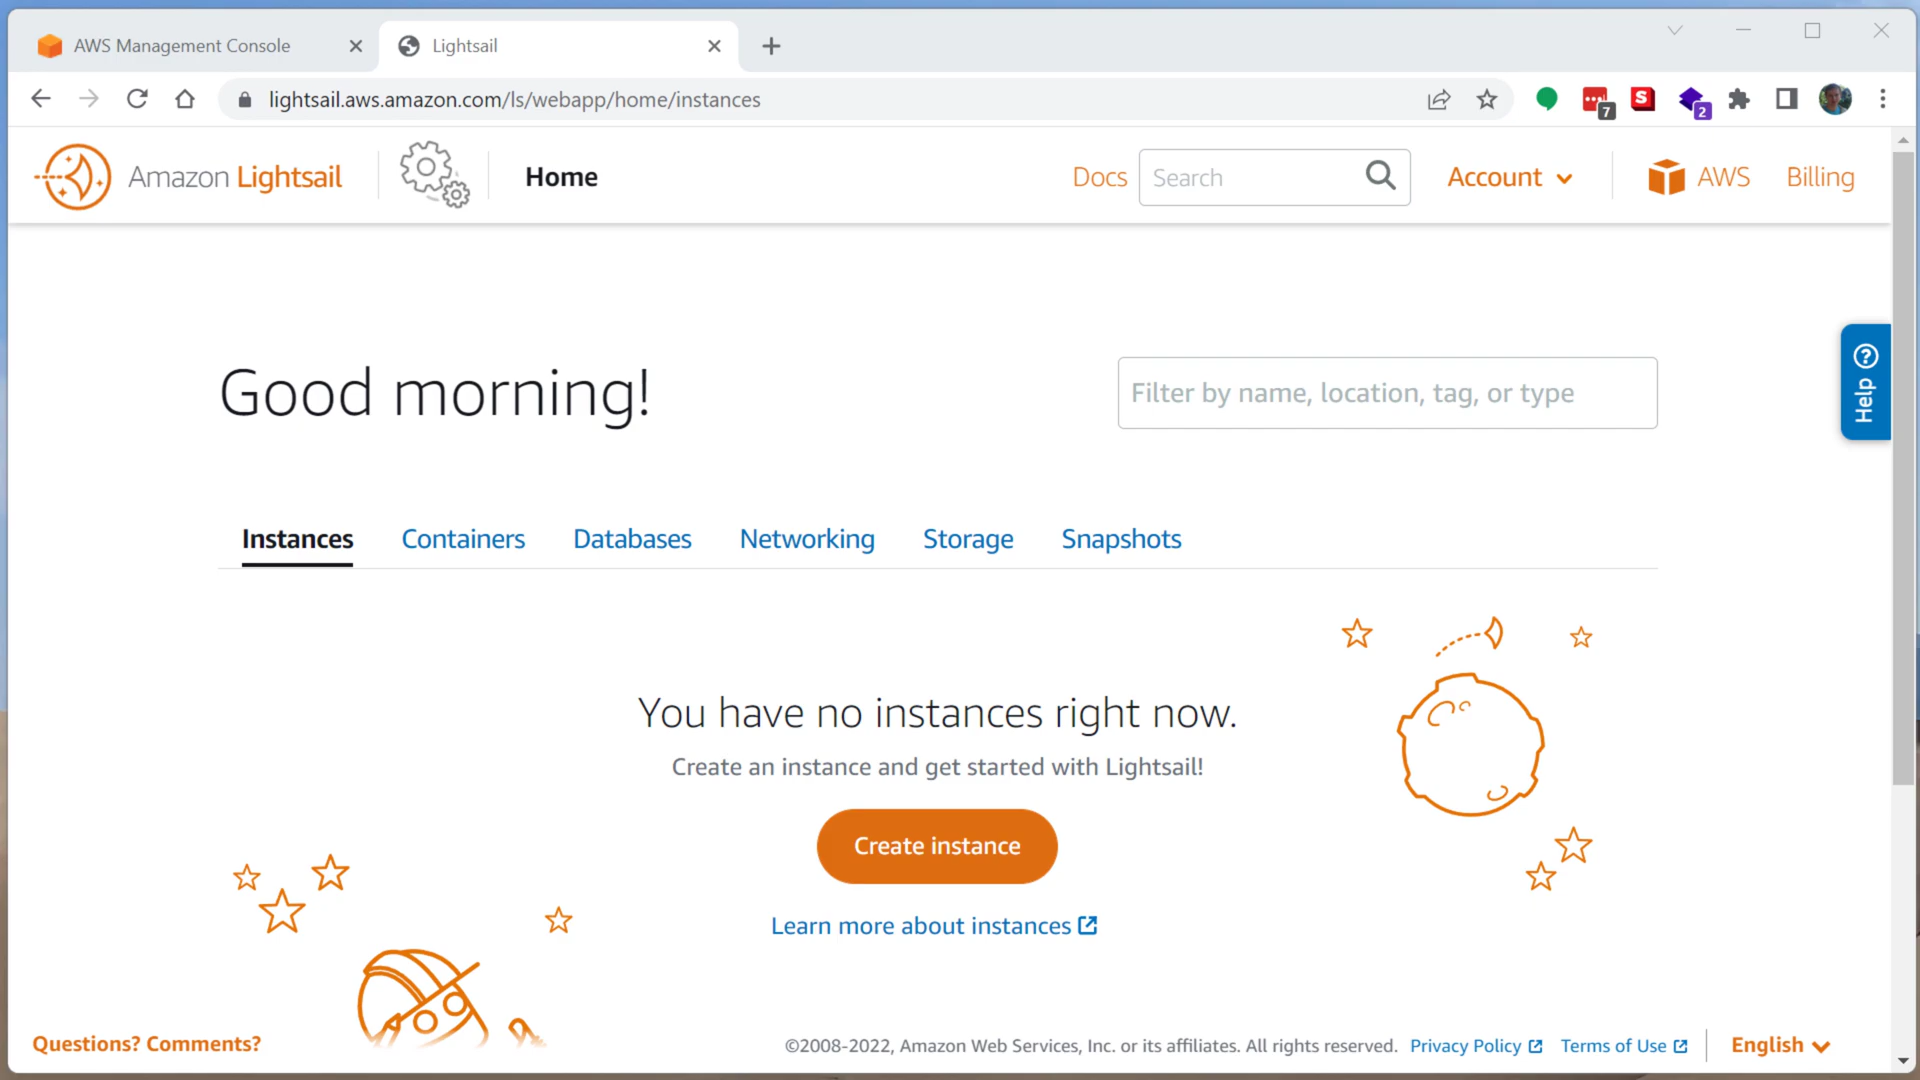 AWS Management Console
Lightsail
lightsail.aws.amazon.com/ls/webapp/home/instances
7
S
2
Amazon Lightsail
Home
Docs
Search
Account
AWS
Billing
Help
Good morning!
Filter by name, location, tag, or type
Instances
Containers
Databases
Networking
Storage
Snapshots
You have no instances right now.
Create an instance and get started with Lightsail!
Create instance
Learn more about instances
Questions? Comments?
©2008-2022, Amazon Web Services, Inc. or its affiliates. All rights reserved.
Privacy Policy
Terms of Use
English